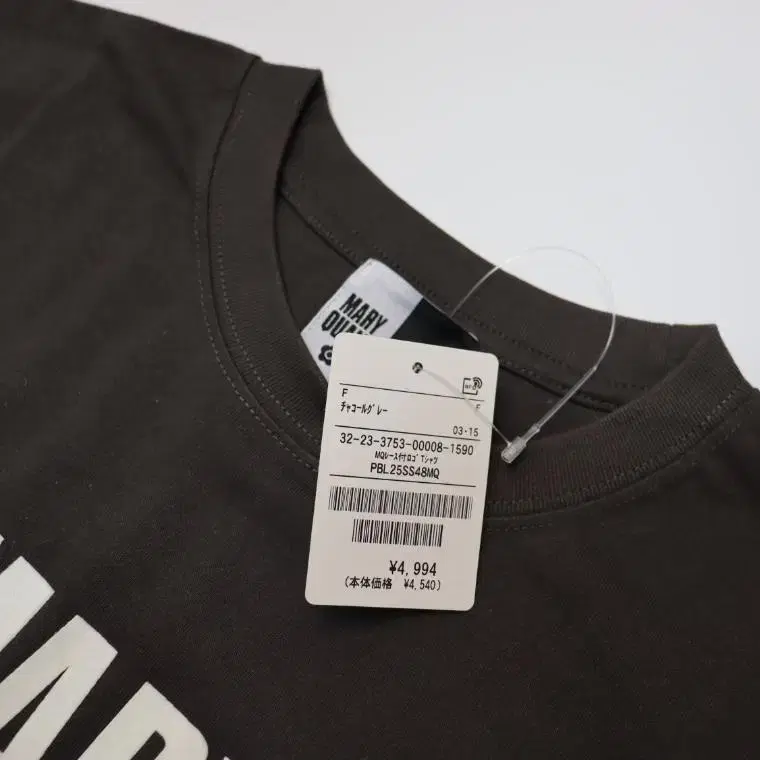 MARY
F
F
チャコールグレー
03-15
32-23-3753-00008-1590
MQレース付ロゴTシャツ
PBL25SS48MQ
¥4,994
(本体価格 ¥4,540)